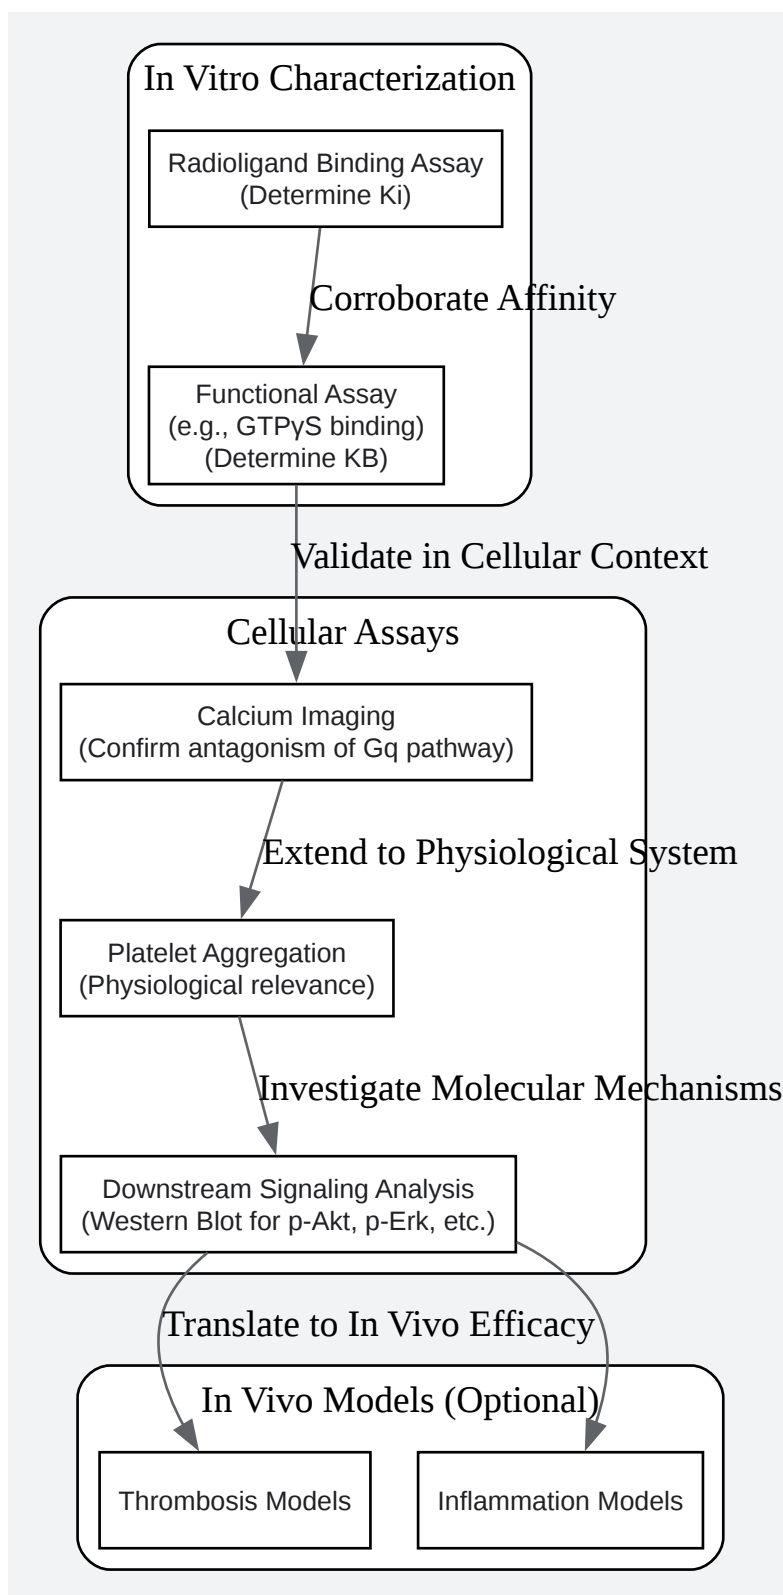 In Vitro Characterization
Radioligand Binding Assay
(Determine Ki)
Corroborate Affinity
Functional Assay
(e.g., GTPγS binding)
(Determine KB)
Validate in Cellular Context
Cellular Assays
Calcium Imaging
(Confirm antagonism of Gq pathway)
Extend to Physiological System
Platelet Aggregation
(Physiological relevance)
Investigate Molecular Mechanisms
Downstream Signaling Analysis
(Western Blot for p-Akt, p-Erk, etc.)
Translate to In Vivo Efficacy
In Vivo Models (Optional)
Thrombosis Models
Inflammation Models